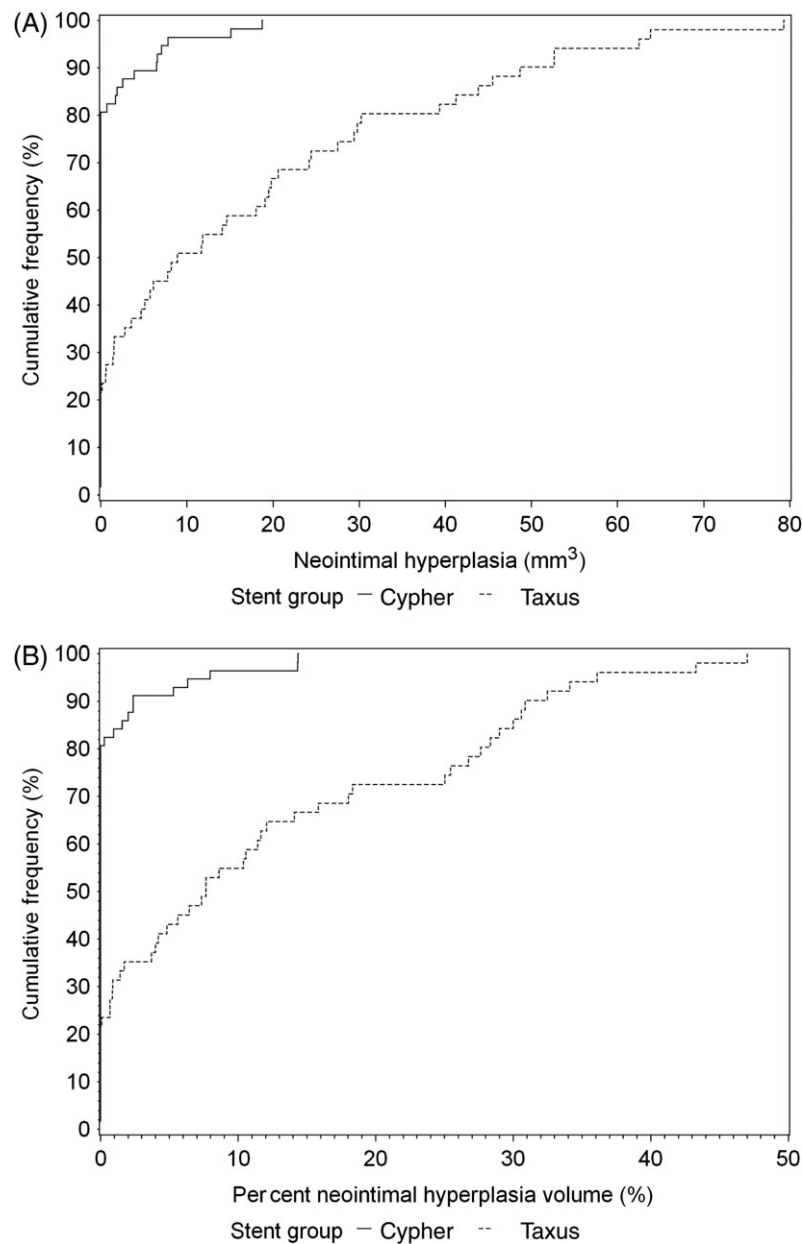 (A)
100
90
80
70
60
50
40
30
20
10
0
Cumulative frequency (%)
0 10 20 30 40 50 60 70 80
Neointimal hyperplasia (mm³)
Stent group — Cypher --- Taxus
(B)
100
90
80
70
60
50
40
30
20
10
0
Cumulative frequency (%)
0 10 20 30 40 50
Per cent neointimal hyperplasia volume (%)
Stent group — Cypher --- Taxus